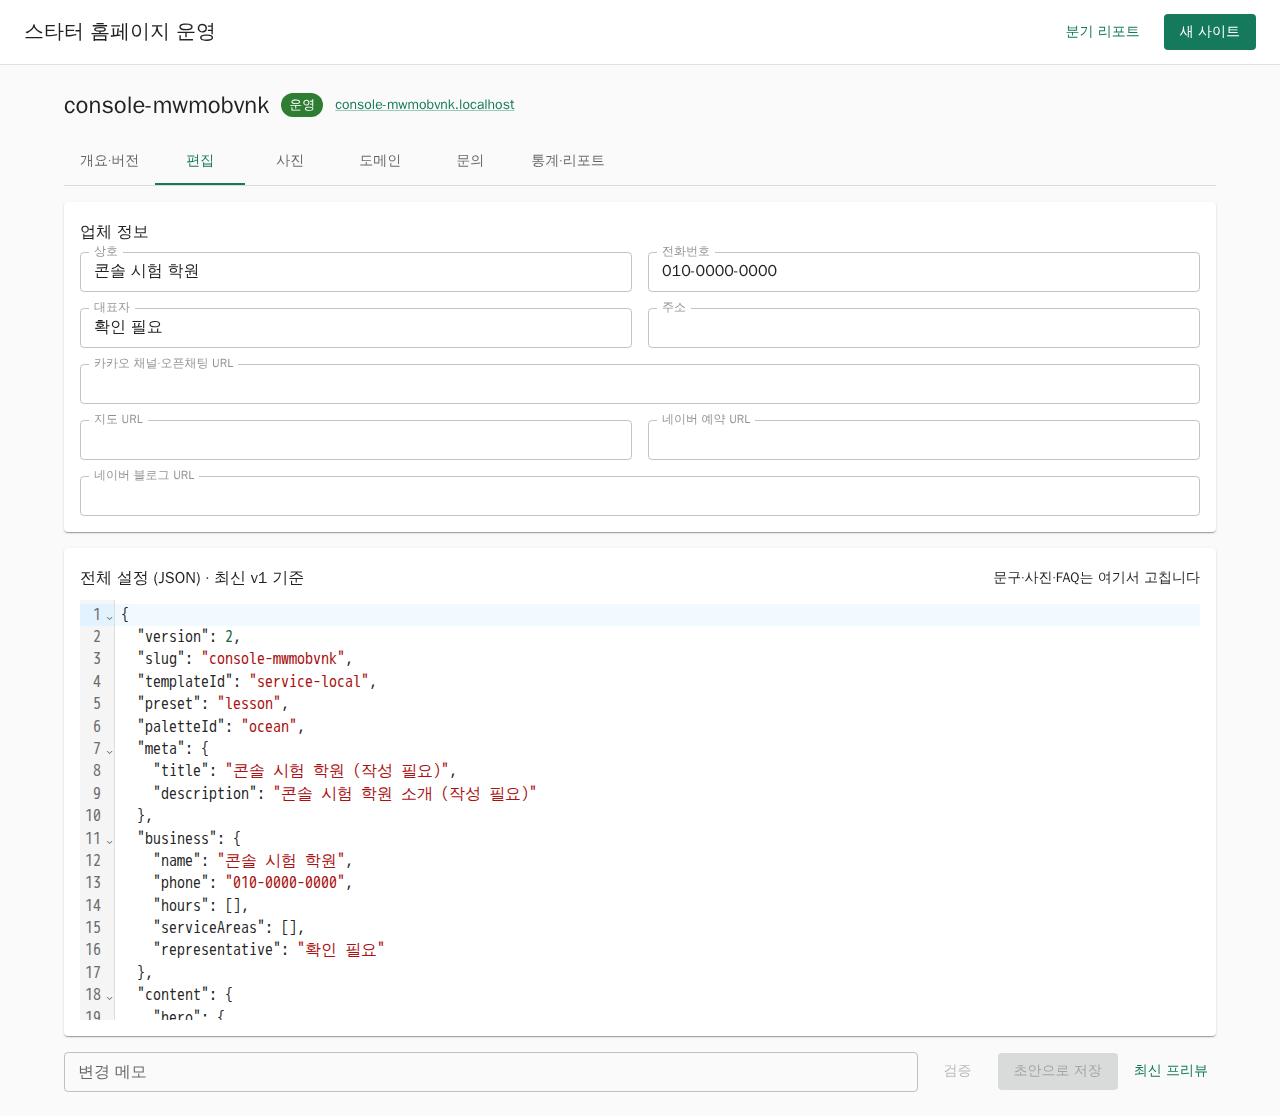 스타터 홈페이지 운영
분기 리포트
새 사이트
console-mwmobvnk
운영
console-mwmobvnk.localhost
개요·버전
편집
사진
도메인
문의
통계·리포트
업체 정보
상호
콘솔 시험 학원
전화번호
010-0000-0000
대표자
확인 필요
주소
카카오 채널·오픈채팅 URL
지도 URL
네이버 예약 URL
네이버 블로그 URL
전체 설정 (JSON) · 최신 v1 기준
문구·사진·FAQ는 여기서 고칩니다
1 {
2 "version": 2,
3 "slug": "console-mwmobvnk",
4 "templateId": "service-local",
5 "preset": "lesson",
6 "paletteId": "ocean",
7 "meta": {
8 "title": "콘솔 시험 학원 (작성 필요)",
9 "description": "콘솔 시험 학원 소개 (작성 필요)"
10 },
11 "business": {
12 "name": "콘솔 시험 학원",
13 "phone": "010-0000-0000",
14 "hours": [],
15 "serviceAreas": [],
16 "representative": "확인 필요"
17 },
18 "content": {
19 "hero": {
변경 메모
검증
초안으로 저장
최신 프리뷰